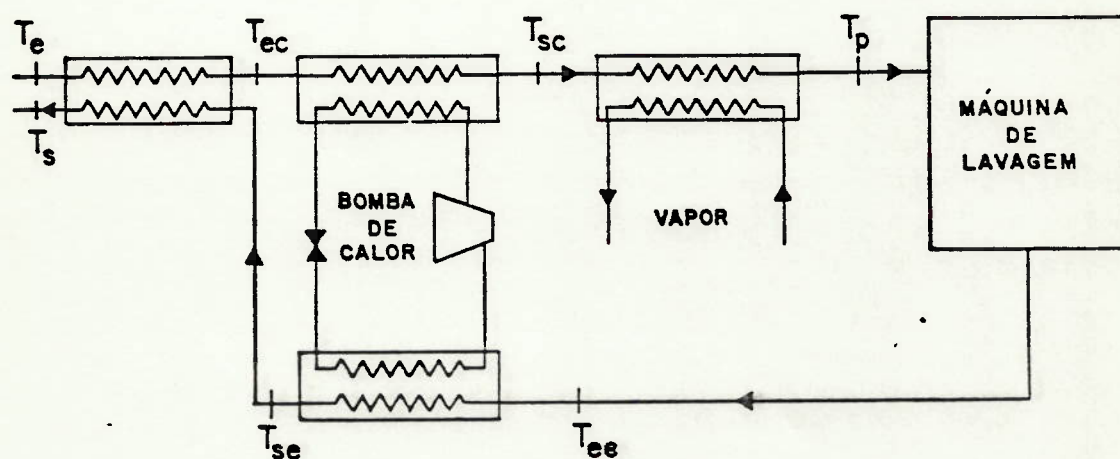 Te
Tec
Tsc
Tp
Ts
MÁQUINA
DE
LAVAGEM
BOMBA
DE
CALOR
VAPOR
Tse
Tee